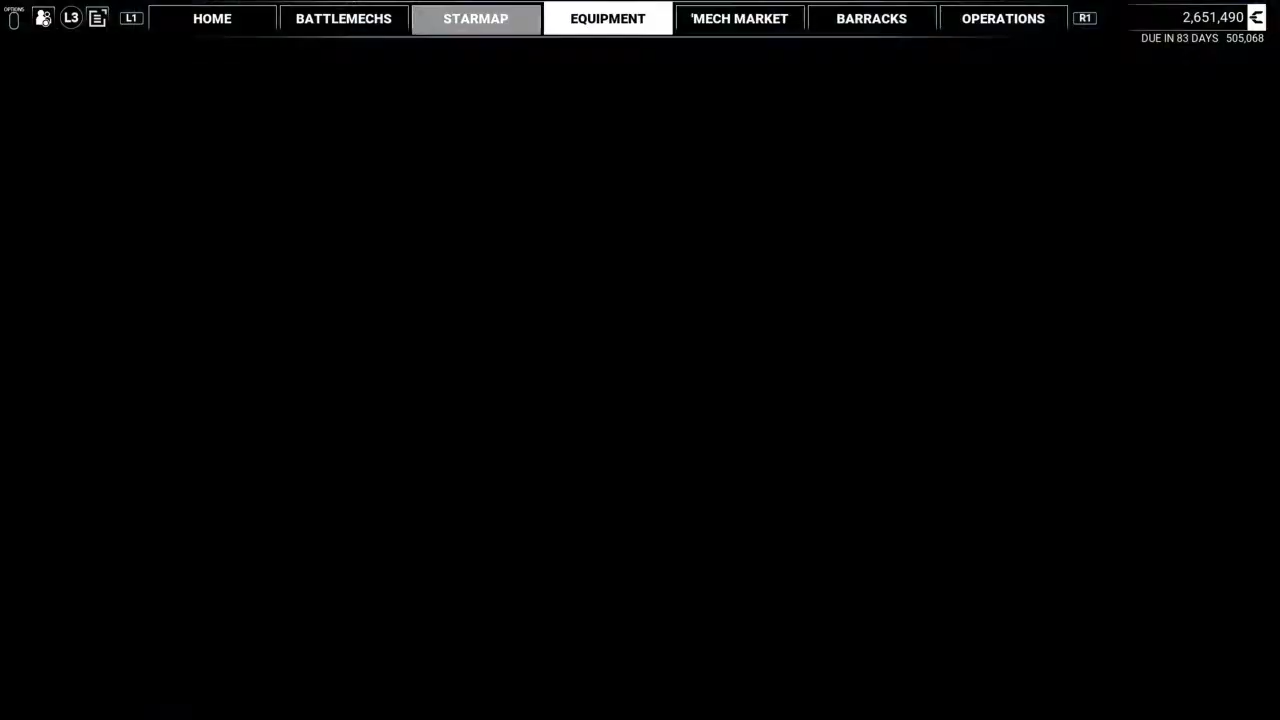 OPTIONS
L3
L1
HOME
BATTLEMECHS
STARMAP
EQUIPMENT
'MECH MARKET
BARRACKS
OPERATIONS
R1
2,651,490
DUE IN 83 DAYS 505,068